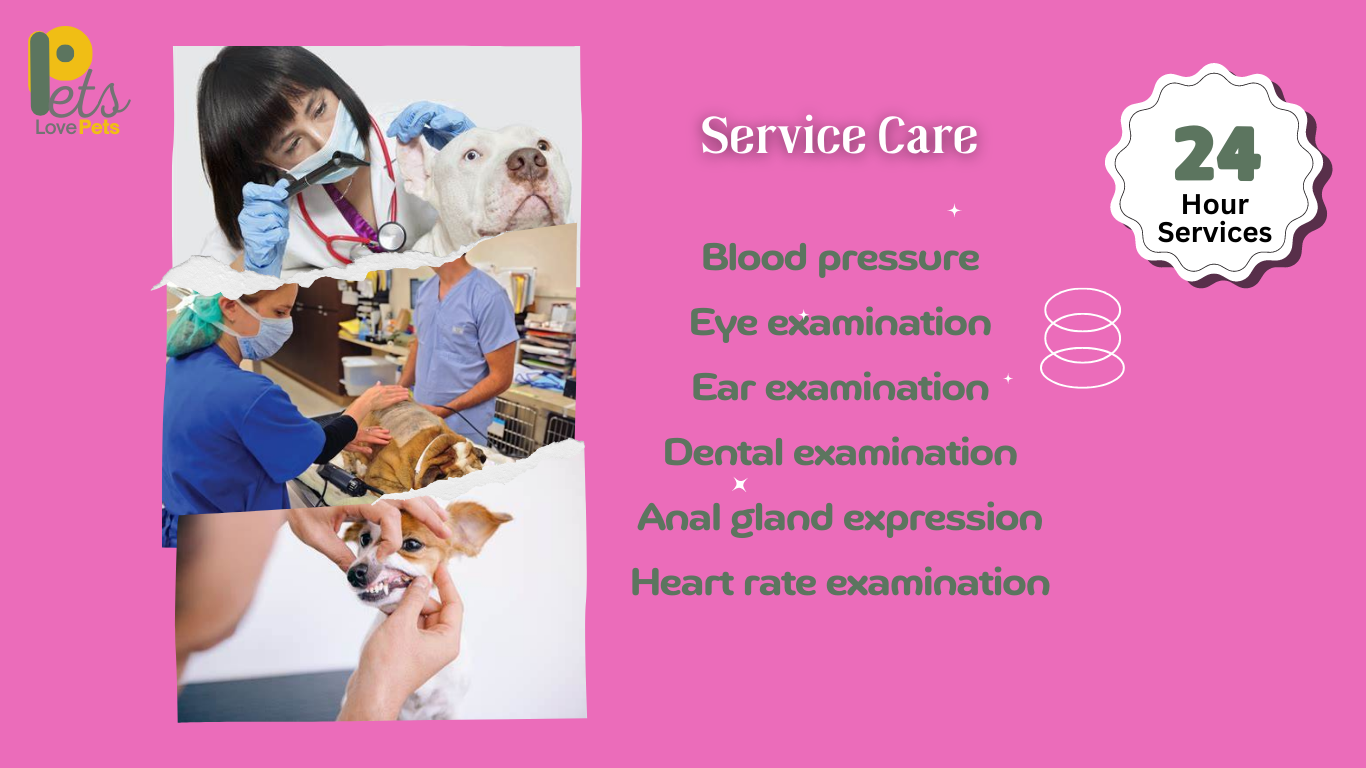 Pets
Love Pets
Service Care
24
Hour
Services
Blood pressure
Eye examination
Ear examination
Dental examination
Anal gland expression
Heart rate examination